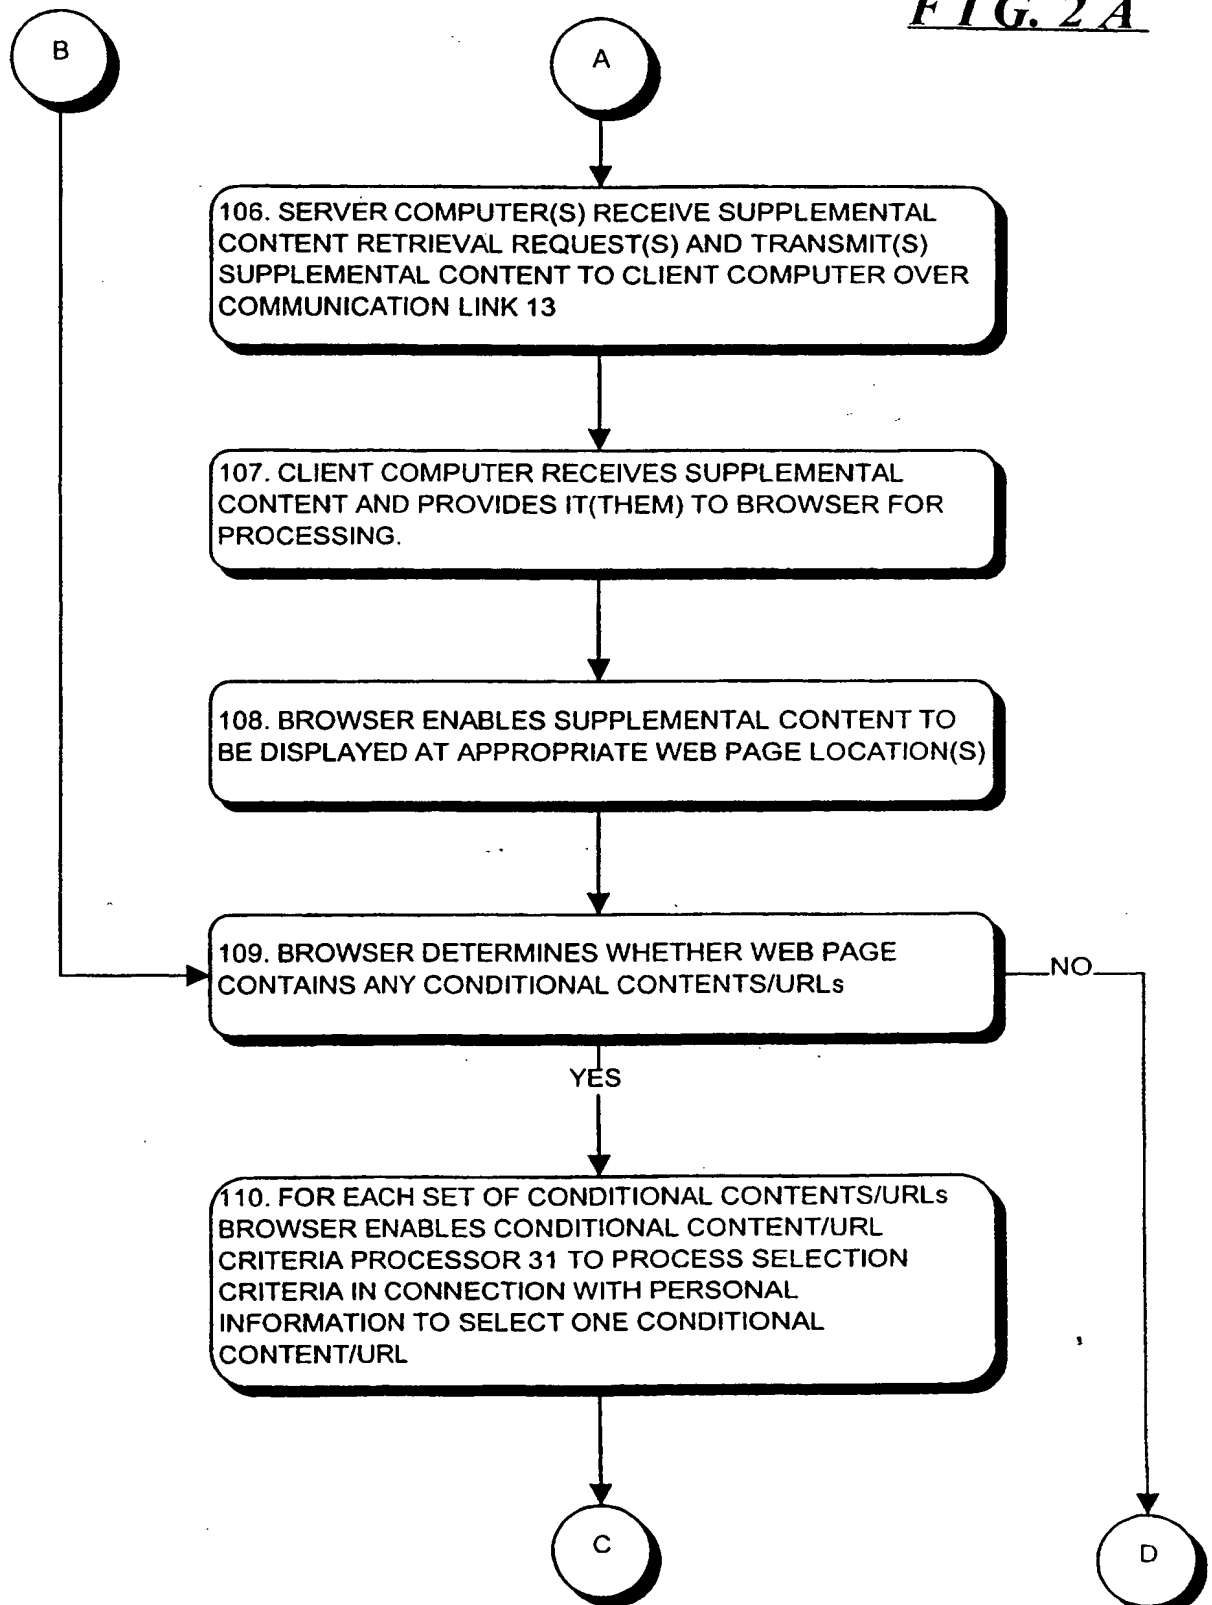 FIG. 2A
B
A
106. SERVER COMPUTER(S) RECEIVE SUPPLEMENTAL
CONTENT RETRIEVAL REQUEST(S) AND TRANSMIT(S)
SUPPLEMENTAL CONTENT TO CLIENT COMPUTER OVER
COMMUNICATION LINK 13
107. CLIENT COMPUTER RECEIVES SUPPLEMENTAL
CONTENT AND PROVIDES IT(THEM) TO BROWSER FOR
PROCESSING.
108. BROWSER ENABLES SUPPLEMENTAL CONTENT TO
BE DISPLAYED AT APPROPRIATE WEB PAGE LOCATION(S)
109. BROWSER DETERMINES WHETHER WEB PAGE
CONTAINS ANY CONDITIONAL CONTENTS/URLs
NO
YES
110. FOR EACH SET OF CONDITIONAL CONTENTS/URLs
BROWSER ENABLES CONDITIONAL CONTENT/URL
CRITERIA PROCESSOR 31 TO PROCESS SELECTION
CRITERIA IN CONNECTION WITH PERSONAL
INFORMATION TO SELECT ONE CONDITIONAL
CONTENT/URL
C
D